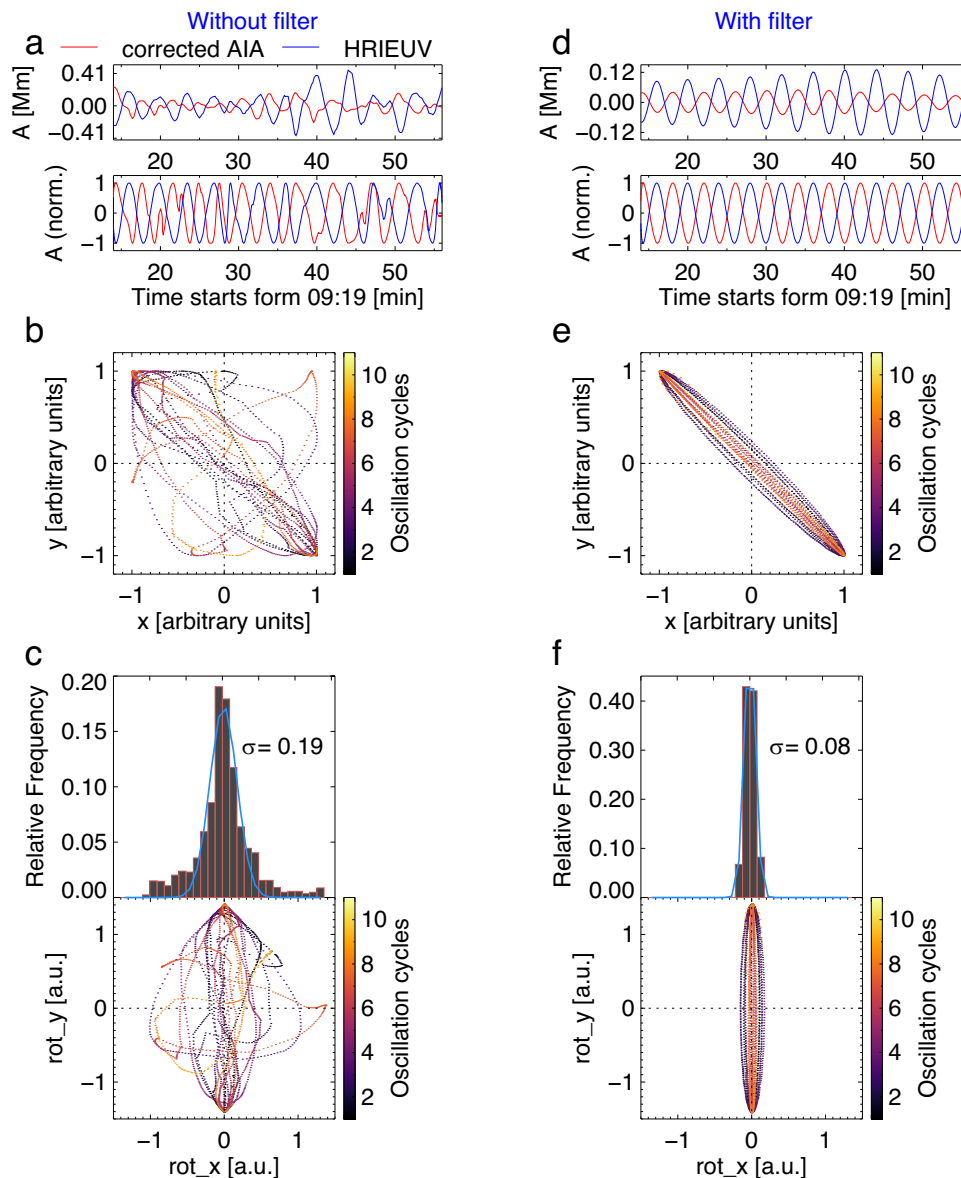 Without filter
a
corrected AIA HRIEUV
A [Mm]
0.41
0.00
−0.41
20 30 40 50
A (norm.)
1
0
−1
20 30 40 50
Time starts form 09:19 [min]
b
y [arbitrary units]
1
0
−1
−1 0 1
x [arbitrary units]
10
8
6
4
2
Oscillation cycles
c
Relative Frequency
0.20
0.15
0.10
0.05
0.00
σ= 0.19
rot_y [a.u.]
1
0
−1
−1 0 1
rot_x [a.u.]
10
8
6
4
2
Oscillation cycles
With filter
d
A [Mm]
0.12
0.00
−0.12
20 30 40 50
A (norm.)
1
0
−1
20 30 40 50
Time starts form 09:19 [min]
e
y [arbitrary units]
1
0
−1
−1 0 1
x [arbitrary units]
10
8
6
4
2
Oscillation cycles
f
Relative Frequency
0.40
0.30
0.20
0.10
0.00
σ= 0.08
rot_y [a.u.]
1
0
−1
−1 0 1
rot_x [a.u.]
10
8
6
4
2
Oscillation cycles